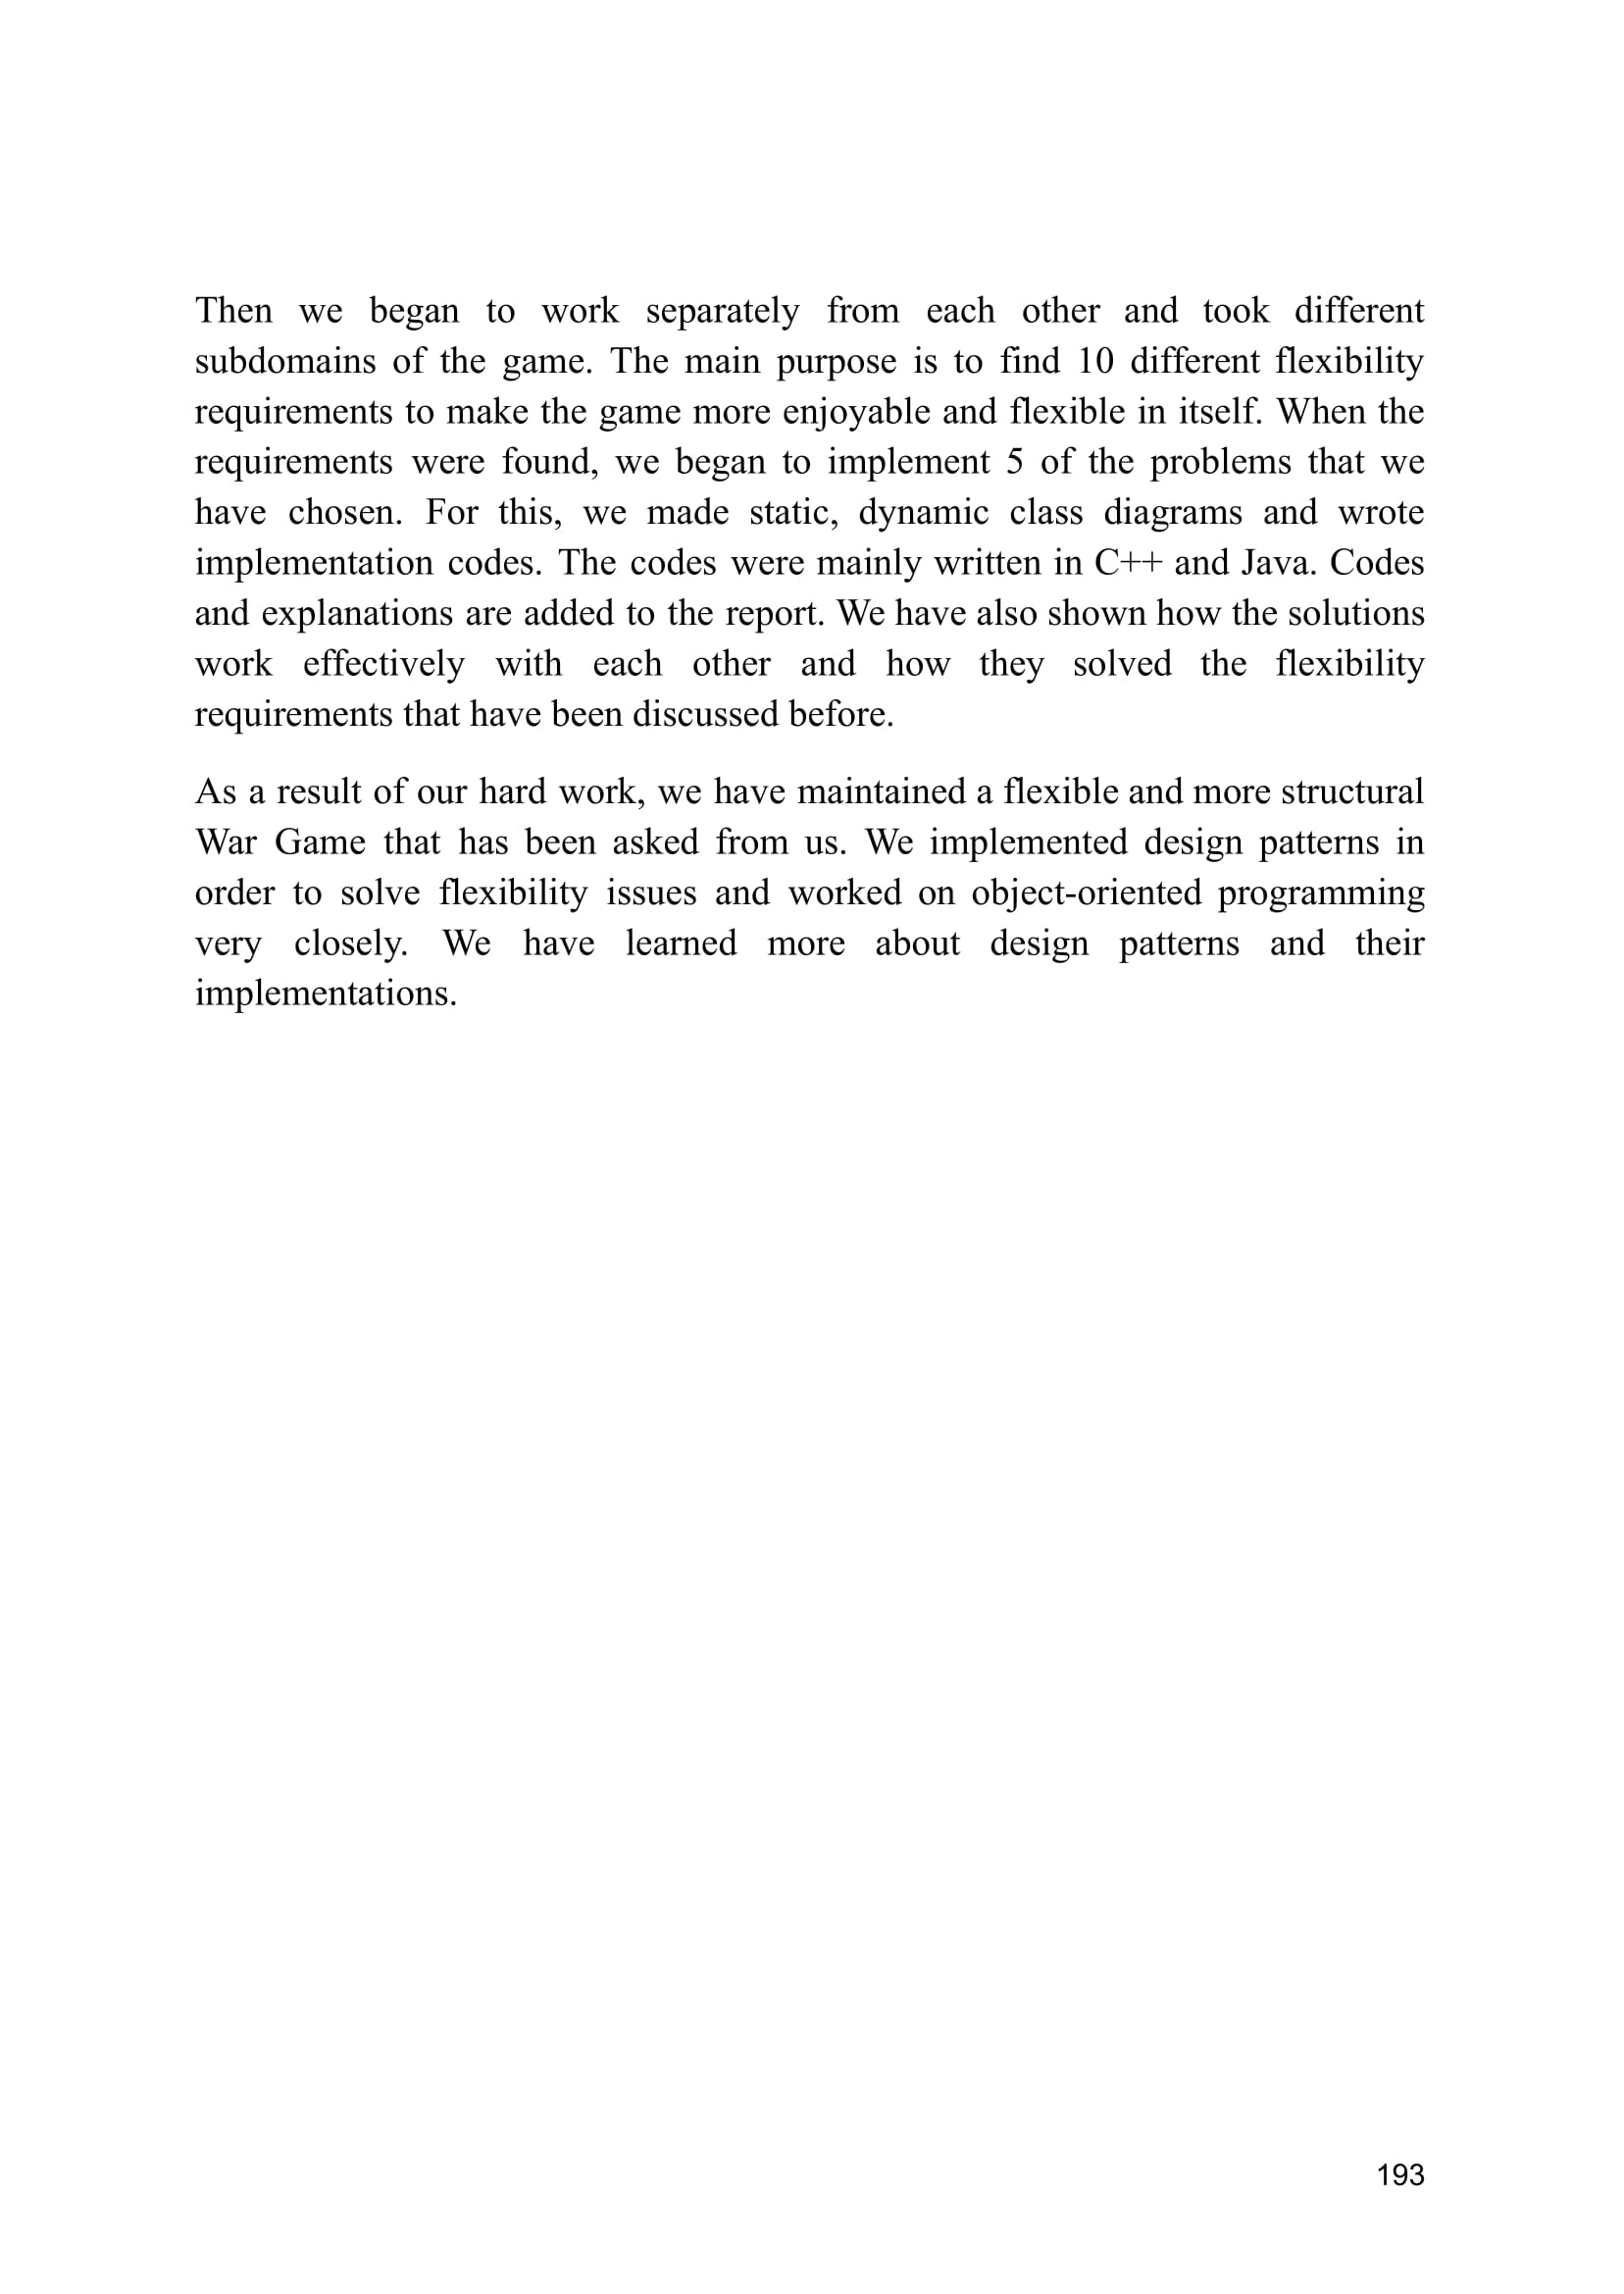 Then we began to work separately from each other and took different
subdomains of the game. The main purpose is to find 10 different flexibility
requirements to make the game more enjoyable and flexible in itself. When the
requirements were found, we began to implement 5 of the problems that we
have chosen. For this, we made static, dynamic class diagrams and wrote
implementation codes. The codes were mainly written in C++ and Java. Codes
and explanations are added to the report. We have also shown how the solutions
work effectively with each other and how they solved the flexibility
requirements that have been discussed before.
As a result of our hard work, we have maintained a flexible and more structural
War Game that has been asked from us. We implemented design patterns in
order to solve flexibility issues and worked on object-oriented programming
very closely. We have learned more about design patterns and their
implementations.
193